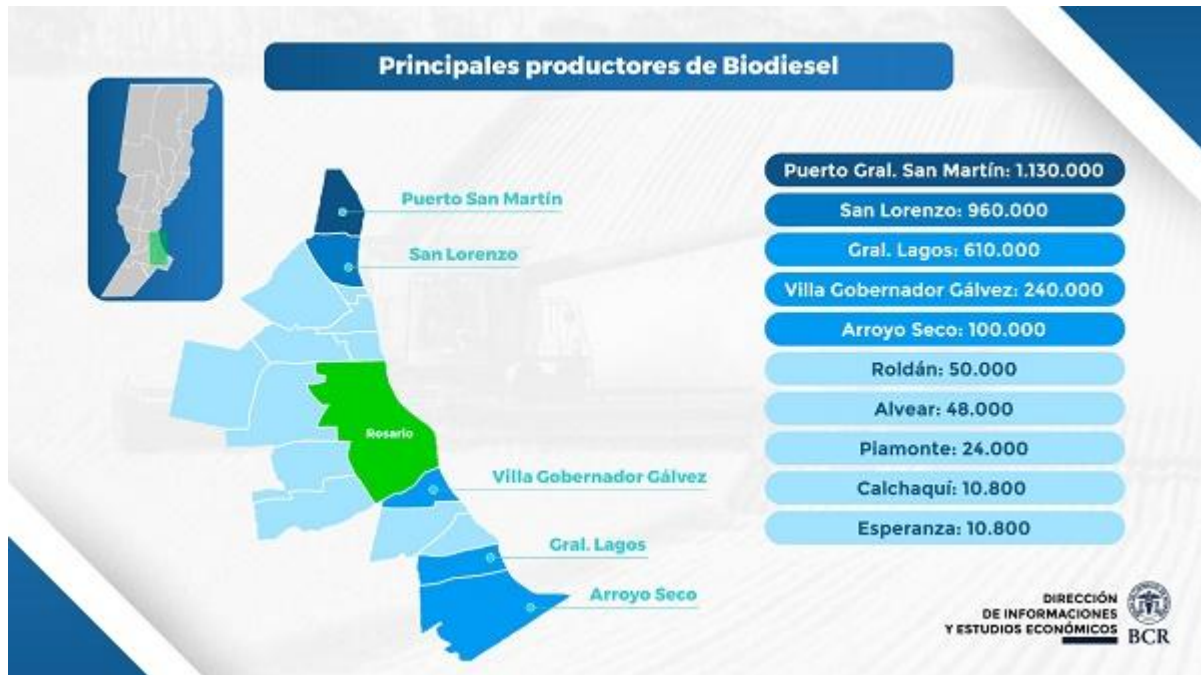 Principales productores de Biodiesel
Puerto San Martín
San Lorenzo
Rosario
Villa Gobernador Gálvez
Gral. Lagos
Arroyo Seco
Puerto Gral. San Martín: 1.130.000
San Lorenzo: 960.000
Gral. Lagos: 610.000
Villa Gobernador Gálvez: 240.000
Arroyo Seco: 100.000
Roldán: 50.000
Alvear: 48.000
Piamonte: 24.000
Calchaquí: 10.800
Esperanza: 10.800
DIRECCIÓN
DE INFORMACIONES
Y ESTUDIOS ECONÓMICOS
BCR